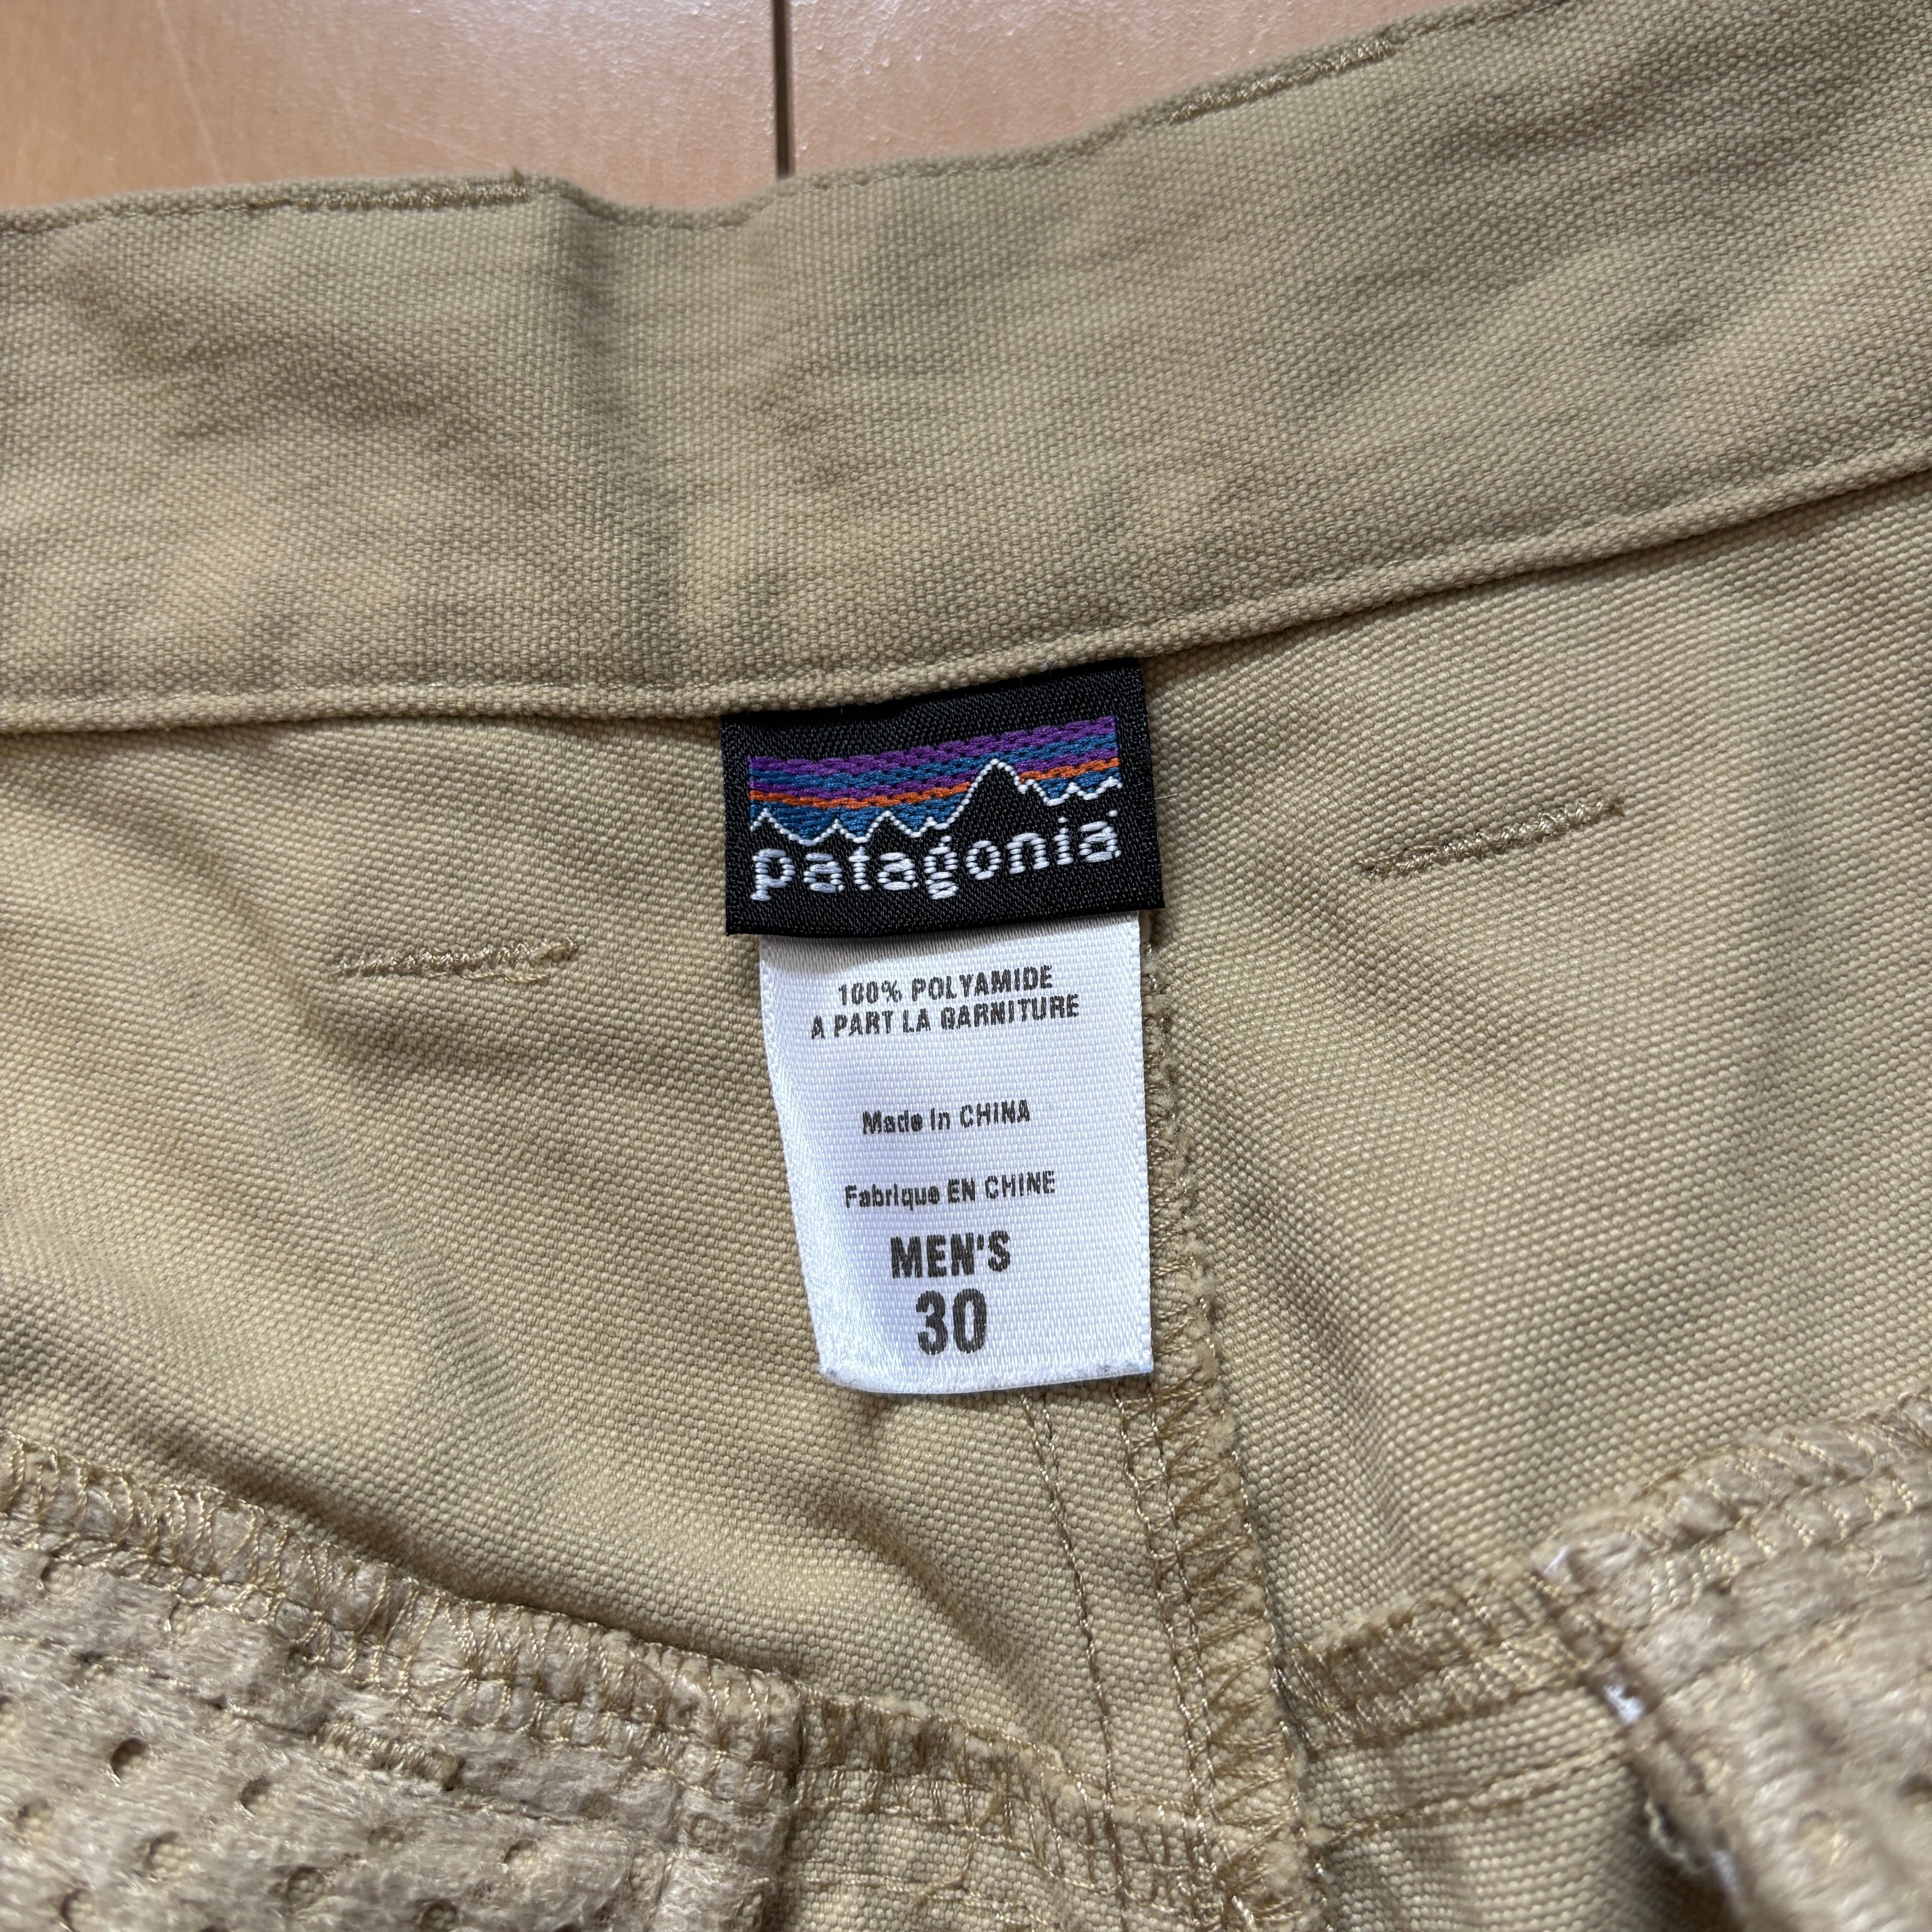 patagonia
100% POLYAMIDE
A PART LA GARNITURE
Made In CHINA
Fabrique EN CHINE
MEN'S
30